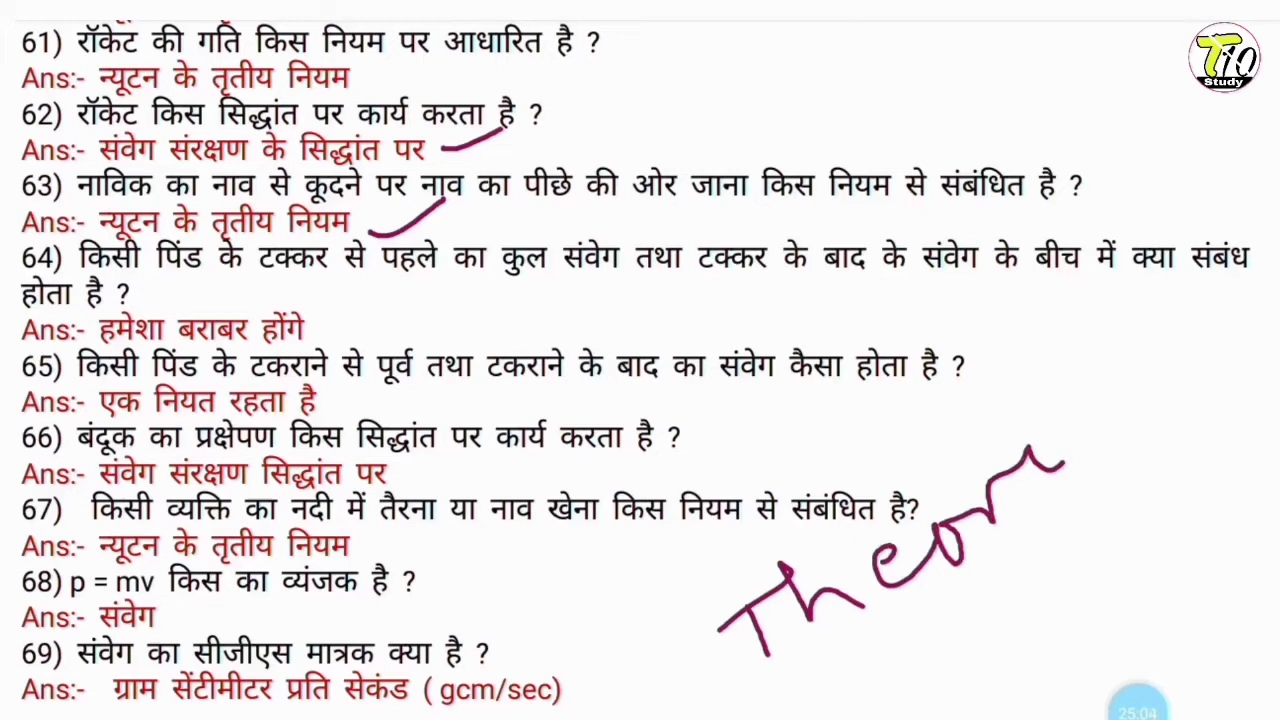 61) रॉकेट की गति किस नियम पर आधारित है ?
Ans:- न्यूटन के तृतीय नियम
62) रॉकेट किस सिद्धांत पर कार्य करता है ?
Ans:- संवेग संरक्षण के सिद्धांत पर
63) नाविक का नाव से कूदने पर नाव का पीछे की ओर जाना किस नियम से संबंधित है ?
Ans:- न्यूटन के तृतीय नियम
64) किसी पिंड के टक्कर से पहले का कुल संवेग तथा टक्कर के बाद के संवेग के बीच में क्या संबंध
होता है ?
Ans:- हमेशा बराबर होंगे
65) किसी पिंड के टकराने से पूर्व तथा टकराने के बाद का संवेग कैसा होता है ?
Ans:- एक नियत रहता है
66) बंदूक का प्रक्षेपण किस सिद्धांत पर कार्य करता है ?
Ans:- संवेग संरक्षण सिद्धांत पर
67) किसी व्यक्ति का नदी में तैरना या नाव खेना किस नियम से संबंधित है?
Ans:- न्यूटन के तृतीय नियम
68) p = mv किस का व्यंजक है ?
Ans:- संवेग
69) संवेग का सीजीएस मात्रक क्या है ?
Ans:- ग्राम सेंटीमीटर प्रति सेकंड ( gcm/sec)
Study
25:04